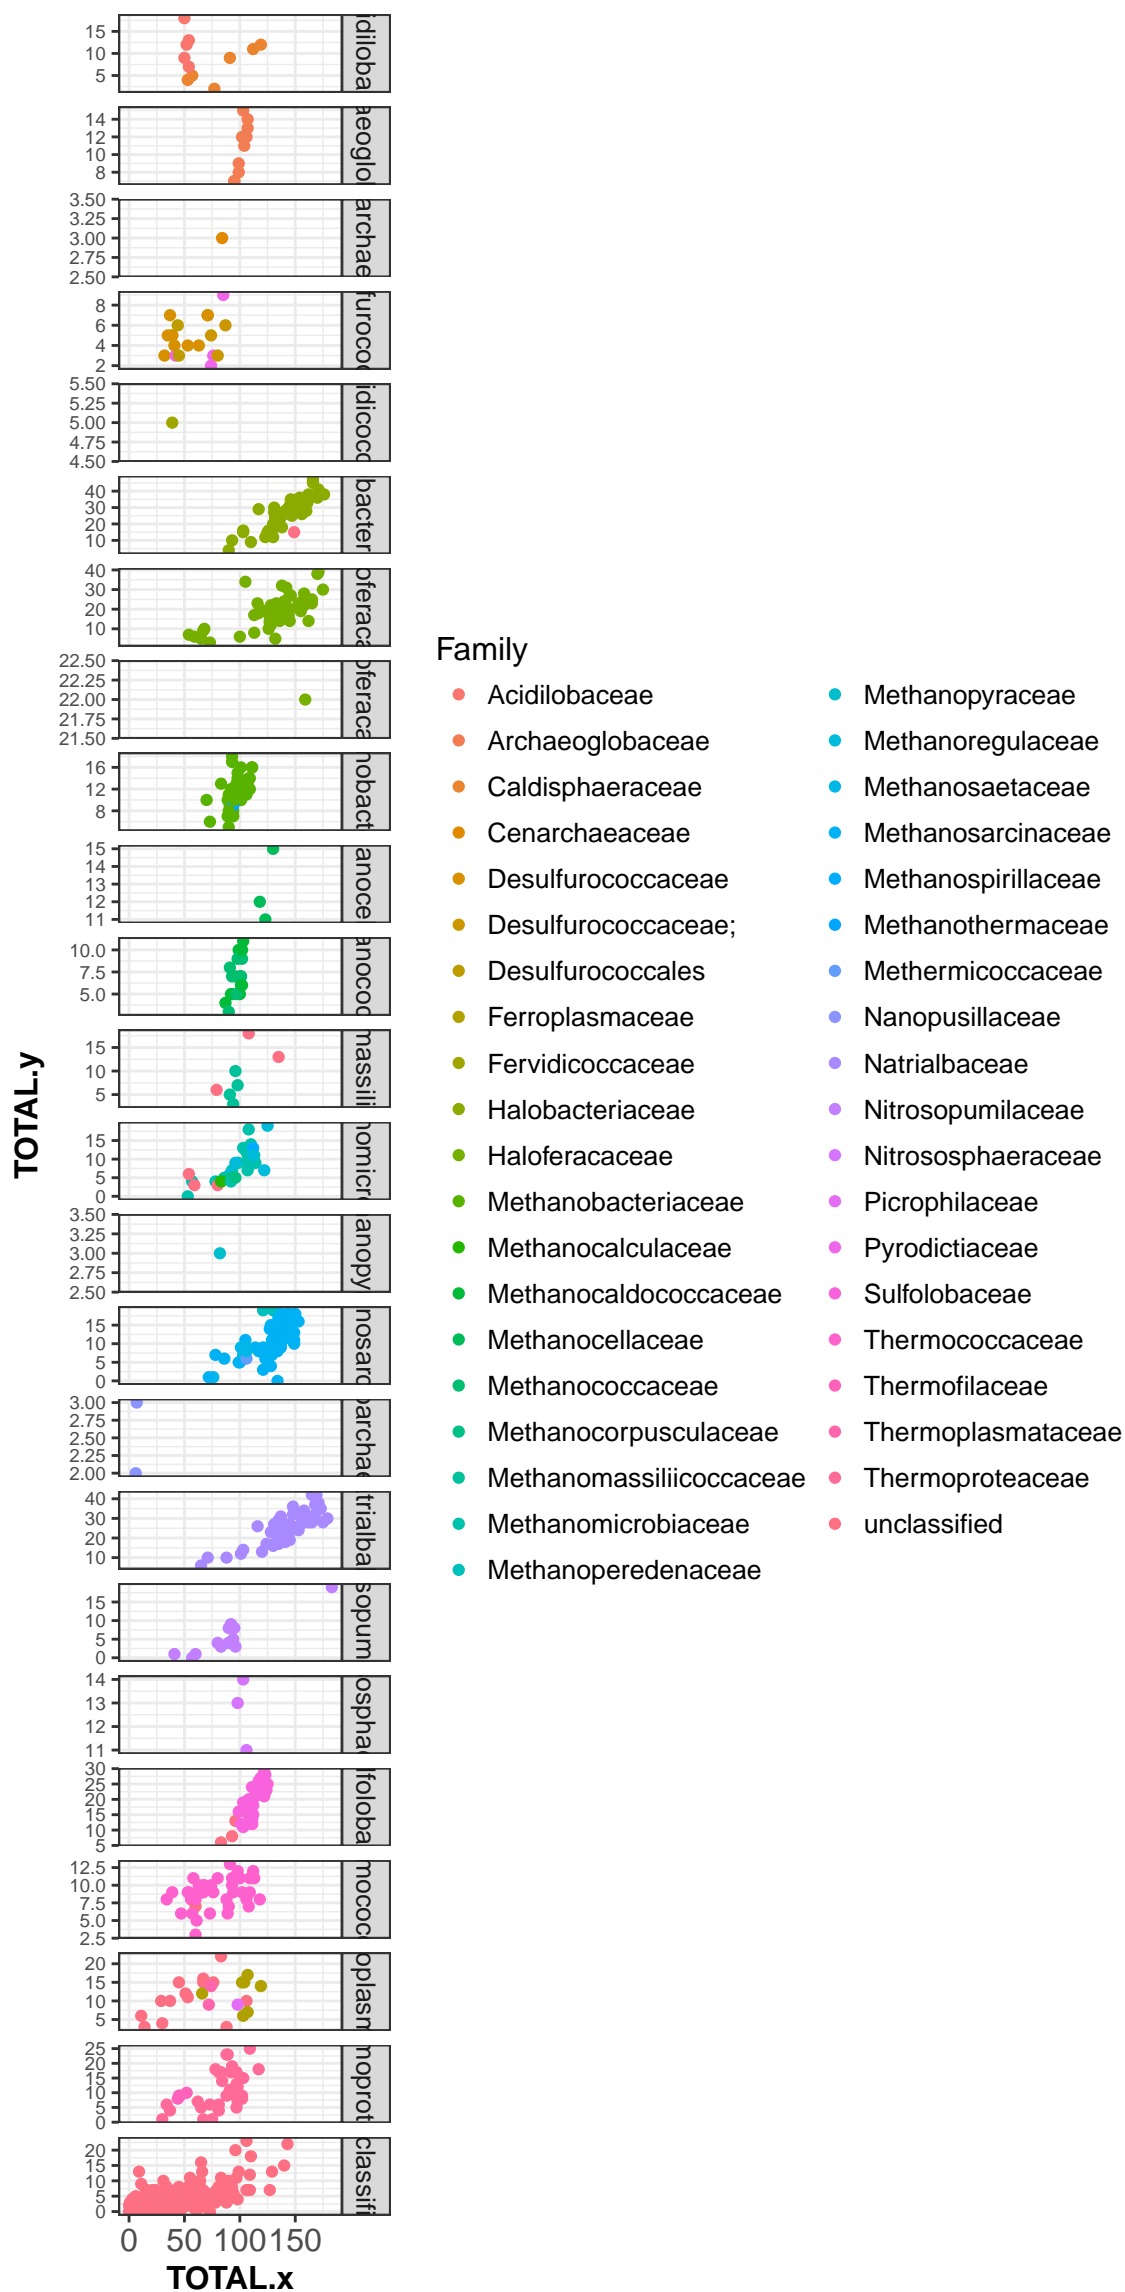 15
10
5
idiloba
14
12
10
8
aeoglol
3.50
3.25
3.00
2.75
2.50
archae
8
6
4
2
furoco
5.50
5.25
5.00
4.75
4.50
idicoc
40
30
20
10
bacter
40
30
20
10
oferaca
22.50
22.25
22.00
21.75
21.50
oferaca
16
12
8
nobact
15
14
13
12
11
anoce
10.0
7.5
5.0
anococ
15
10
5
massili
15
10
5
0
nomicr
3.50
3.25
3.00
2.75
2.50
anopy
15
10
5
0
nosarc
3.00
2.75
2.50
2.25
2.00
archae
40
30
20
10
trialba
15
10
5
0
sopum
14
13
12
11
ospha
30
25
20
15
10
5
lfoloba
12.5
10.0
7.5
5.0
2.5
mococ
20
15
10
5
oplasm
25
20
15
10
5
0
noprot
20
15
10
5
0
classifi
0 50 100 150
TOTAL.x
TOTAL.y
Family
Acidilobaceae
Archaeoglobaceae
Caldisphaeraceae
Cenarchaeaceae
Desulfurococcaceae
Desulfurococcaceae;
Desulfurococcales
Ferroplasmaceae
Fervidicoccaceae
Halobacteriaceae
Haloferacaceae
Methanobacteriaceae
Methanocalculaceae
Methanocaldococcaceae
Methanocellaceae
Methanococcaceae
Methanocorpusculaceae
Methanomassiliicoccaceae
Methanomicrobiaceae
Methanoperedenaceae
Methanopyraceae
Methanoregulaceae
Methanosaetaceae
Methanosarcinaceae
Methanospirillaceae
Methanothermaceae
Methermicoccaceae
Nanopusillaceae
Natrialbaceae
Nitrosopumilaceae
Nitrososphaeraceae
Picrophilaceae
Pyrodictiaceae
Sulfolobaceae
Thermococcaceae
Thermofilaceae
Thermoplasmataceae
Thermoproteaceae
unclassified